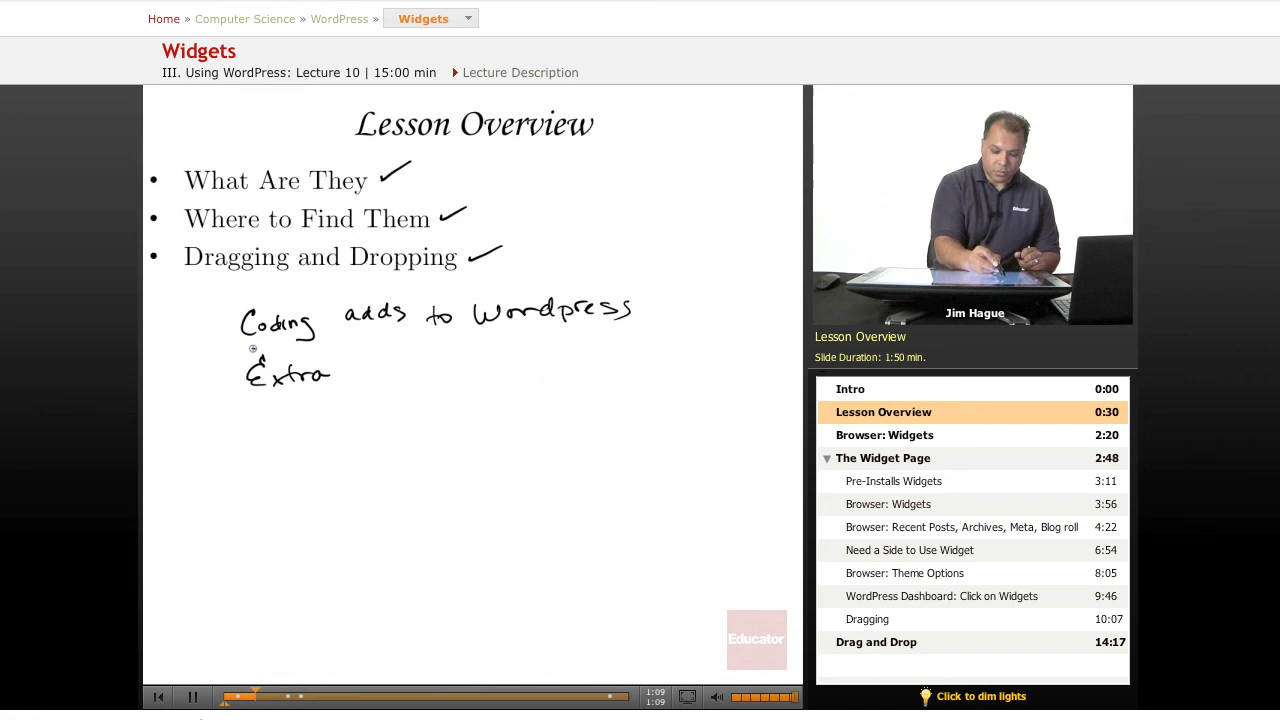 Home » Computer Science » WordPress » Widgets
Widgets
III. Using WordPress: Lecture 10 | 15:00 min Lecture Description
Lesson Overview
• What Are They
• Where to Find Them
• Dragging and Dropping
Coding adds to Wordpress
Extra
Educator
Educator
Jim Hague
Lesson Overview
Slide Duration: 1:50 min.
Intro 0:00
Lesson Overview 0:30
Browser: Widgets 2:20
The Widget Page 2:48
Pre-Installs Widgets 3:11
Browser: Widgets 3:56
Browser: Recent Posts, Archives, Meta, Blog roll 4:22
Need a Side to Use Widget 6:54
Browser: Theme Options 8:05
WordPress Dashboard: Click on Widgets 9:46
Dragging 10:07
Drag and Drop 14:17
1:09
1:09
Click to dim lights